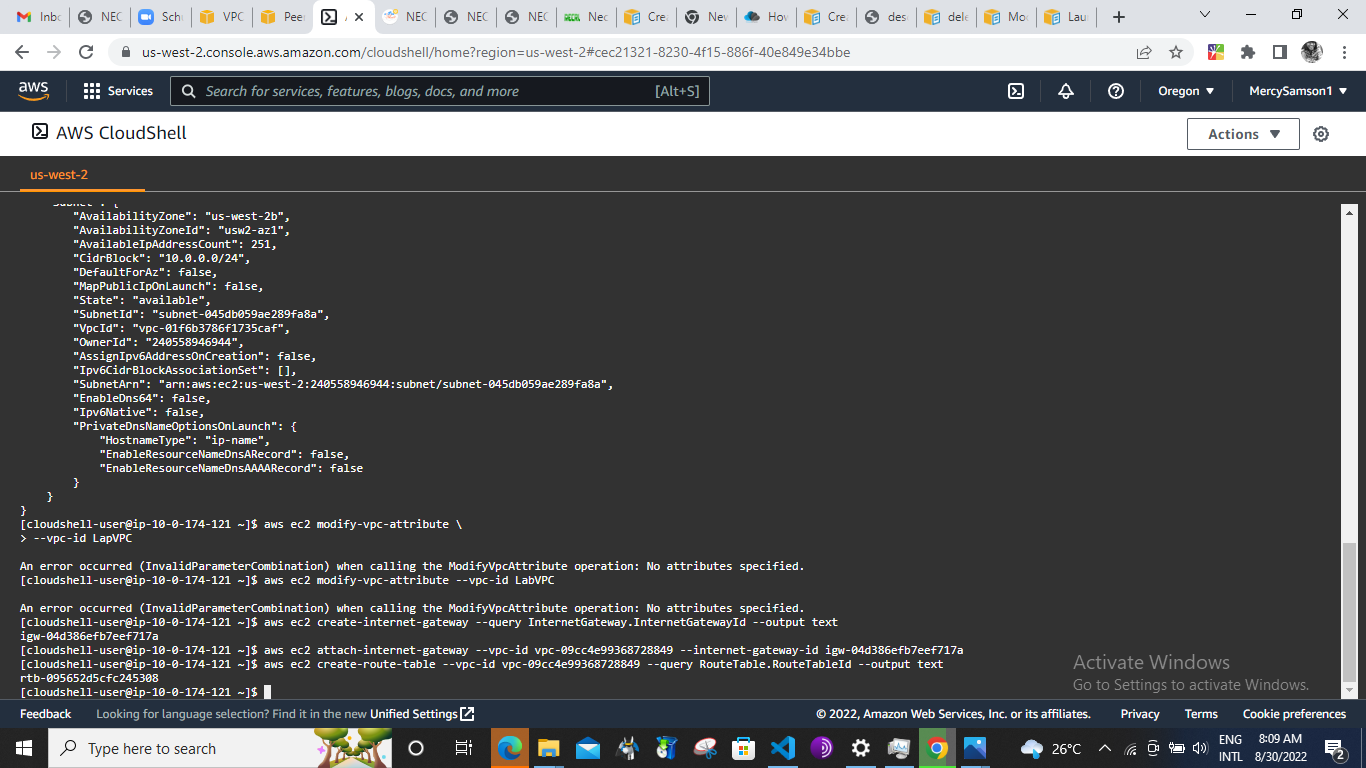 Inbo
NEC
Sch
VPC
Peer
A
NEC
NEC
NEC
Nec
Crea
New
How
Crea
des
dele
Mo
Lau
us-west-2.console.aws.amazon.com/cloudshell/home?region=us-west-2#cec21321-8230-4f15-886f-40e849e34bbe
aws
Services
Search for services, features, blogs, docs, and more
[Alt+S]
Oregon
MercySamson1
AWS CloudShell
Actions
us-west-2
"Subnet": {
"AvailabilityZone": "us-west-2b",
"AvailabilityZoneId": "usw2-az1",
"AvailableIpAddressCount": 251,
"CidrBlock": "10.0.0.0/24",
"DefaultForAz": false,
"MapPublicIpOnLaunch": false,
"State": "available",
"SubnetId": "subnet-045db059ae289fa8a",
"VpcId": "vpc-01f6b3786f1735caf",
"OwnerId": "240558946944",
"AssignIpv6AddressOnCreation": false,
"Ipv6CidrBlockAssociationSet": [],
"SubnetArn": "arn:aws:ec2:us-west-2:240558946944:subnet/subnet-045db059ae289fa8a",
"EnableDns64": false,
"Ipv6Native": false,
"PrivateDnsNameOptionsOnLaunch": {
"HostnameType": "ip-name",
"EnableResourceNameDnsARecord": false,
"EnableResourceNameDnsAAAARecord": false
}
}
}
[cloudshell-user@ip-10-0-174-121 ~]$ aws ec2 modify-vpc-attribute \
> --vpc-id LapVPC
An error occurred (InvalidParameterCombination) when calling the ModifyVpcAttribute operation: No attributes specified.
[cloudshell-user@ip-10-0-174-121 ~]$ aws ec2 modify-vpc-attribute --vpc-id LabVPC
An error occurred (InvalidParameterCombination) when calling the ModifyVpcAttribute operation: No attributes specified.
[cloudshell-user@ip-10-0-174-121 ~]$ aws ec2 create-internet-gateway --query InternetGateway.InternetGatewayId --output text
igw-04d386efb7eef717a
[cloudshell-user@ip-10-0-174-121 ~]$ aws ec2 attach-internet-gateway --vpc-id vpc-09cc4e99368728849 --internet-gateway-id igw-04d386efb7eef717a
[cloudshell-user@ip-10-0-174-121 ~]$ aws ec2 create-route-table --vpc-id vpc-09cc4e99368728849 --query RouteTable.RouteTableId --output text
rtb-095652d5cfc245308
[cloudshell-user@ip-10-0-174-121 ~]$
Activate Windows
Go to Settings to activate Windows.
Feedback
Looking for language selection? Find it in the new Unified Settings
© 2022, Amazon Web Services, Inc. or its affiliates.
Privacy
Terms
Cookie preferences
Type here to search
26°C
ENG
INTL
8:09 AM
8/30/2022
2